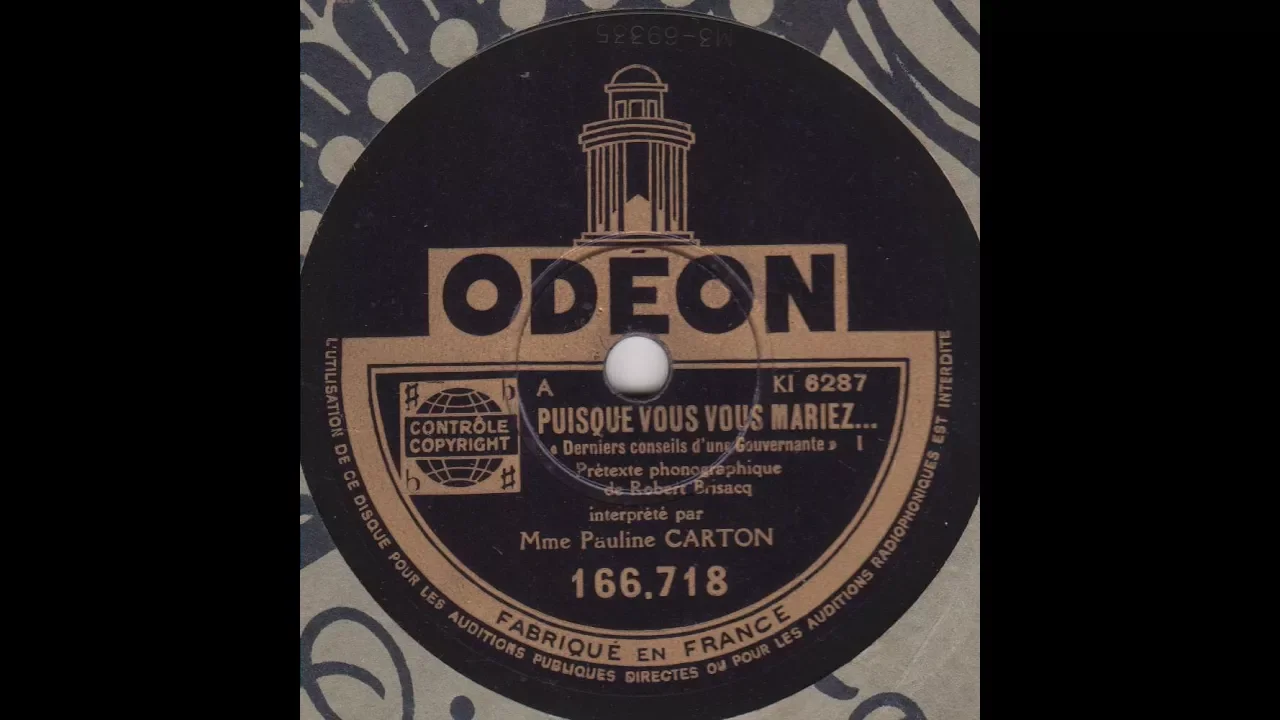 M3-69335
ODÉON
A
KI 6287
CONTRÔLE
COPYRIGHT
PUISQUE VOUS VOUS MARIEZ...
« Derniers conseils d'une Gouvernante » I
Prétexte phonographique
de Robert Brisacq
interprété par
Mme Pauline CARTON
166.718
FABRIQUÉ EN FRANCE
L'UTILISATION DE CE DISQUE POUR LES AUDITIONS PUBLIQUES DIRECTES OU POUR LES AUDITIONS RADIOPHONIQUES EST INTERDITE